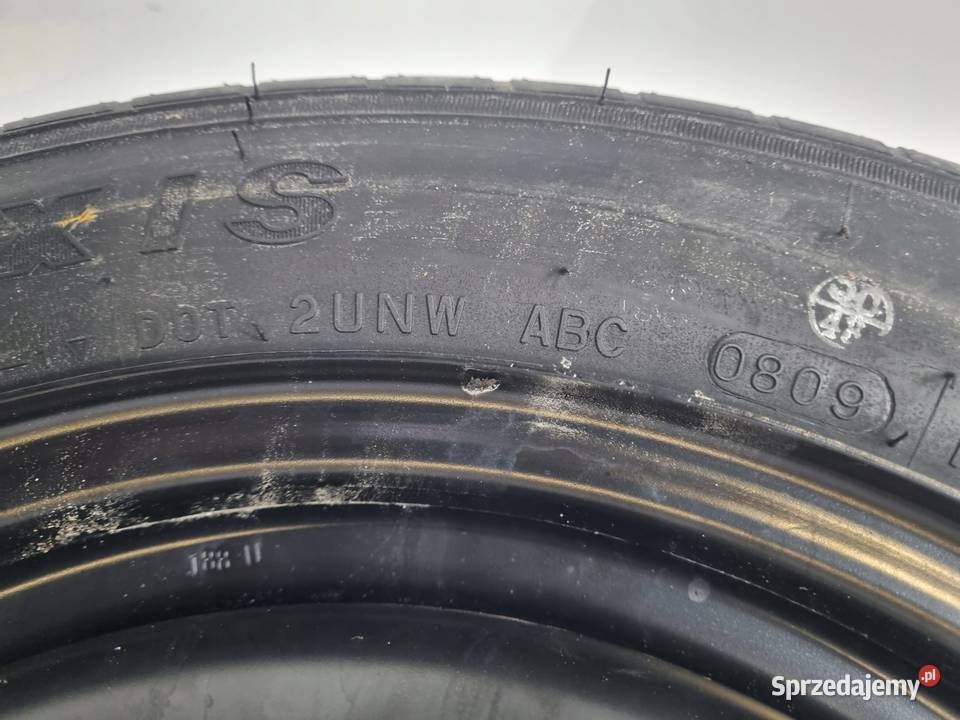 XIS
DOT 2UNW ABC 0809
Sprzedajemy.pl